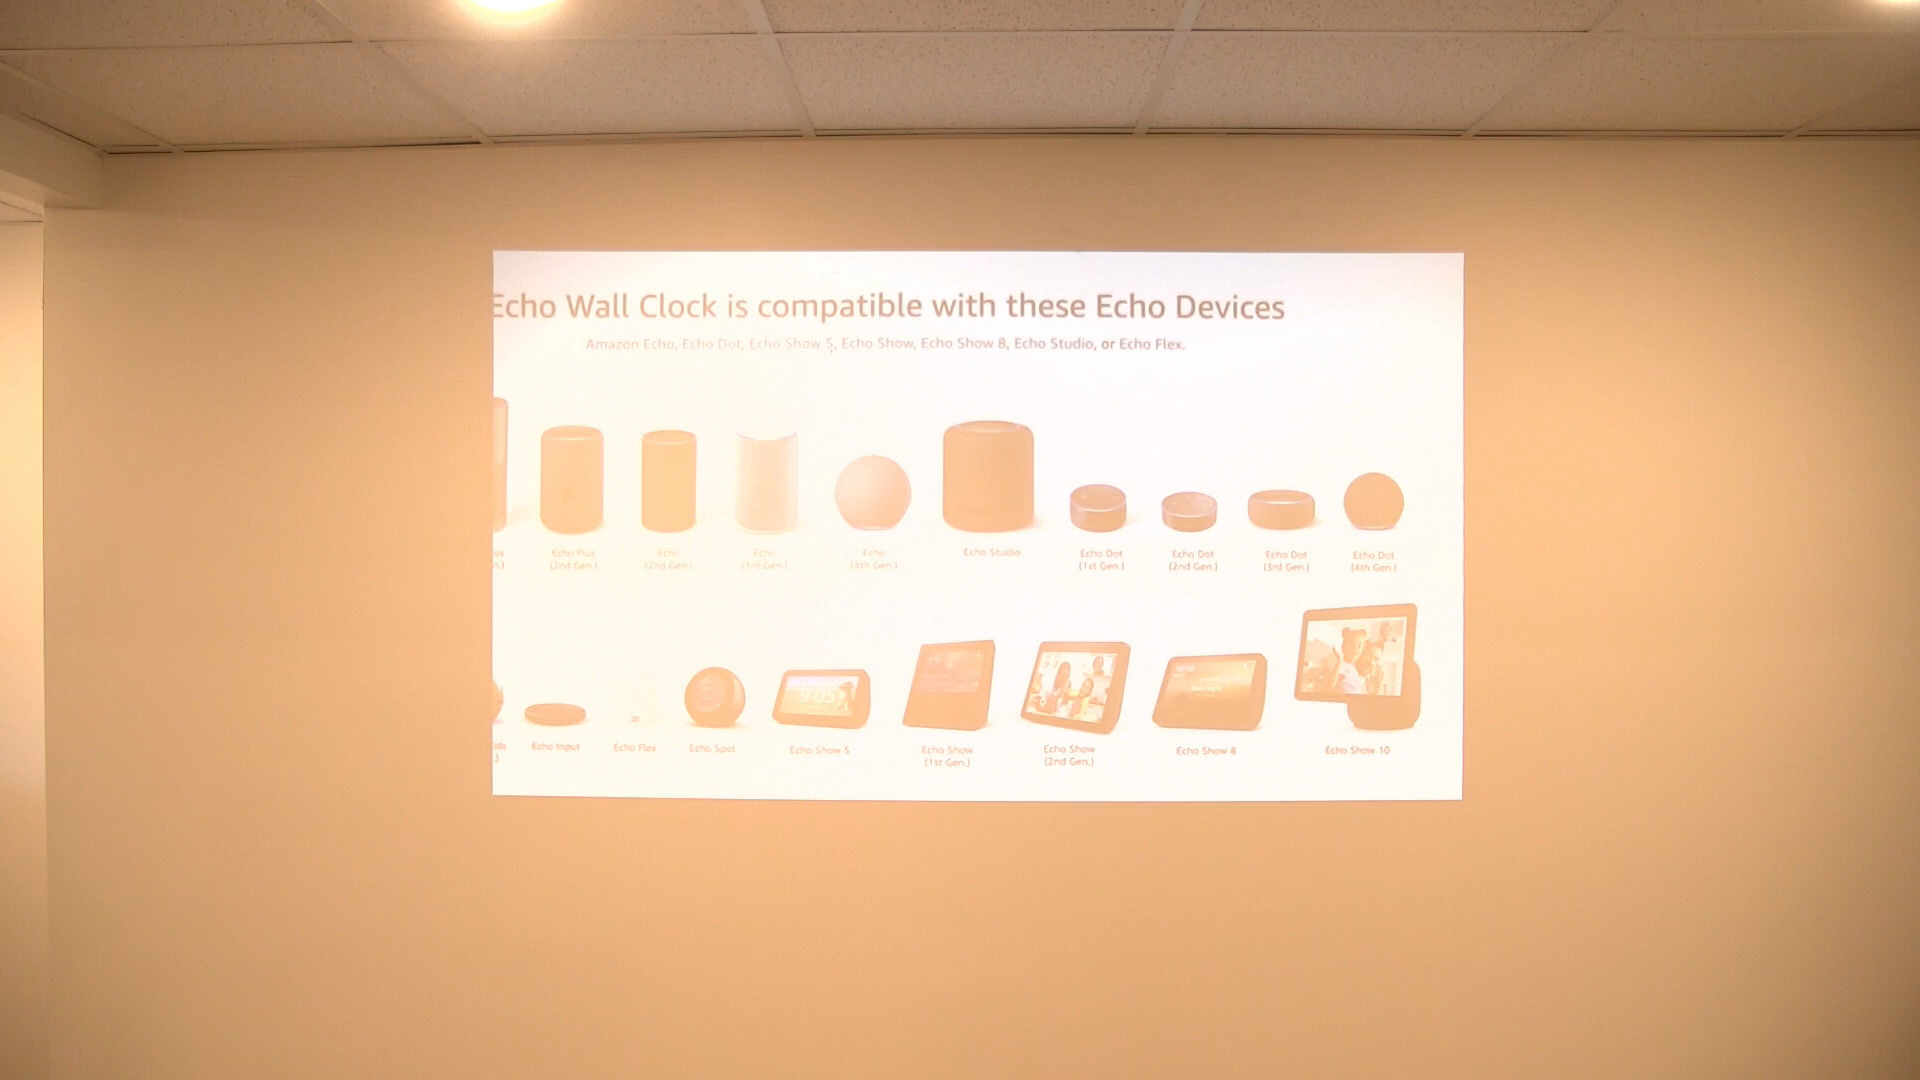 Echo Wall Clock is compatible with these Echo Devices
Amazon Echo, Echo Dot, Echo Show 5, Echo Show, Echo Show 8, Echo Studio, or Echo Flex.
Echo Plus
(2nd Gen.)
Echo
(2nd Gen.)
Echo
(3rd Gen.)
Echo
(4th Gen.)
Echo Studio
Echo Dot
(1st Gen.)
Echo Dot
(2nd Gen.)
Echo Dot
(3rd Gen.)
Echo Dot
(4th Gen.)
9:05
Echo Input
Echo Flex
Echo Spot
Echo Show 5
Echo Show
(1st Gen.)
Echo Show
(2nd Gen.)
Echo Show 8
Echo Show 10